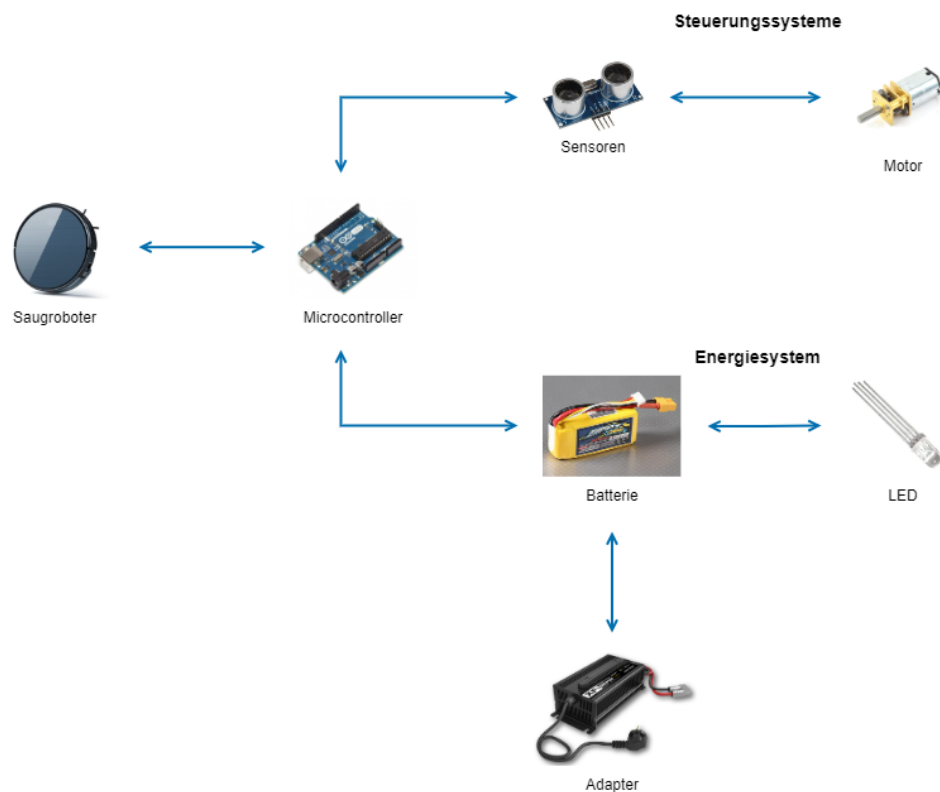 Steuerungssysteme
Sensoren
Motor
Saugroboter
Microcontroller
Energiesystem
Batterie
LED
Adapter